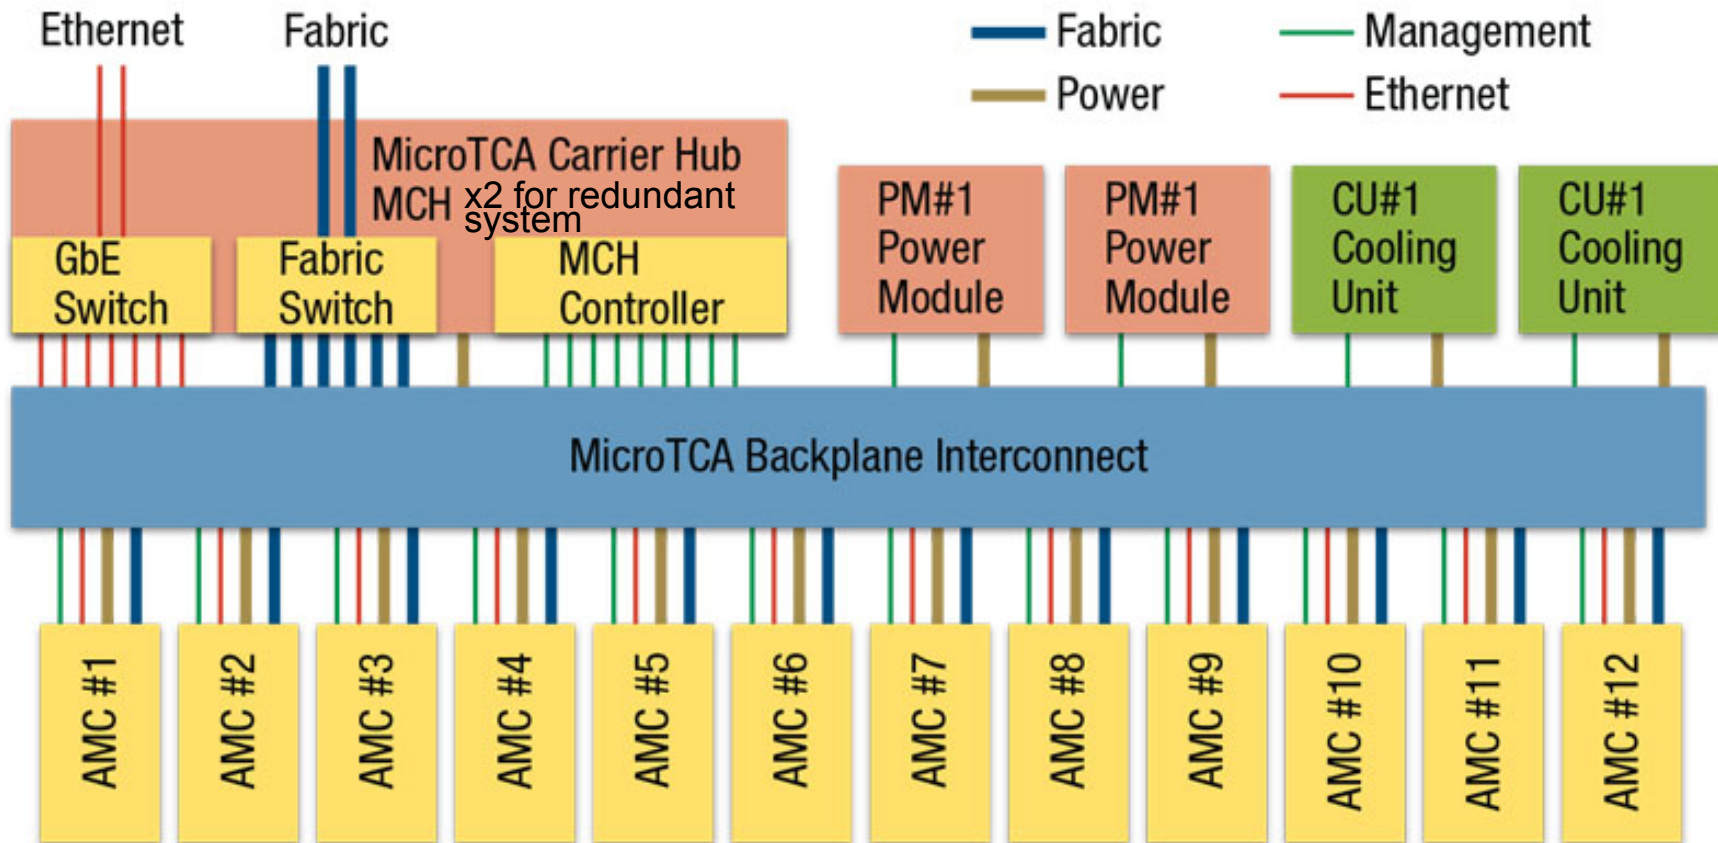 Ethernet
Fabric
Fabric
Management
Power
Ethernet
MicroTCA Carrier Hub
MCH x2 for redundant
system
GbE
Switch
Fabric
Switch
MCH
Controller
PM#1
Power
Module
PM#1
Power
Module
CU#1
Cooling
Unit
CU#1
Cooling
Unit
MicroTCA Backplane Interconnect
AMC #1
AMC #2
AMC #3
AMC #4
AMC #5
AMC #6
AMC #7
AMC #8
AMC #9
AMC #10
AMC #11
AMC #12